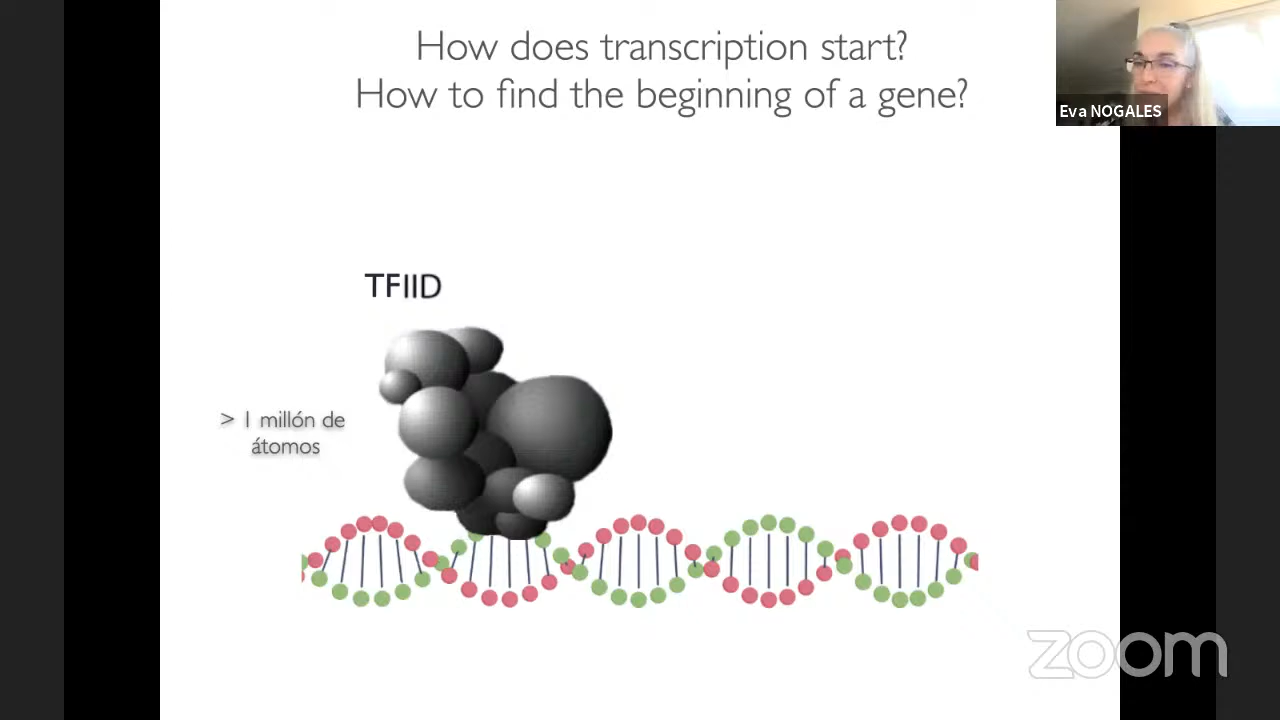 How does transcription start?
How to find the beginning of a gene?
Eva NOGALES
TFIID
> 1 millón de
átomos
zoom